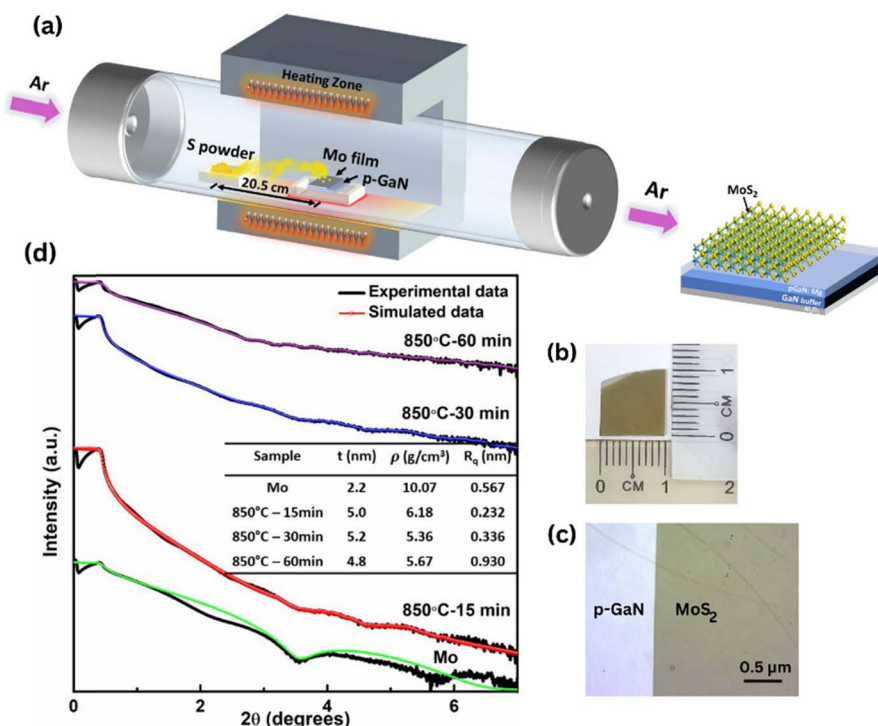 (a)
Ar
Heating Zone
S powder
Mo film
p-GaN
20.5 cm
Ar
MoS2
pGaN: Mg
GaN buffer
Al2O3
(b)
1
0
CM
0 CM 1 2
(c)
p-GaN
MoS2
0.5 μm
(d)
Experimental data
Simulated data
850°C-60 min
850°C-30 min
Sample t (nm) ρ (g/cm³) Rq (nm)
Mo 2.2 10.07 0.567
850°C – 15min 5.0 6.18 0.232
850°C – 30min 5.2 5.36 0.336
850°C – 60min 4.8 5.67 0.930
850°C-15 min
Mo
Intensity (a.u.)
0 2 4 6
2θ (degrees)